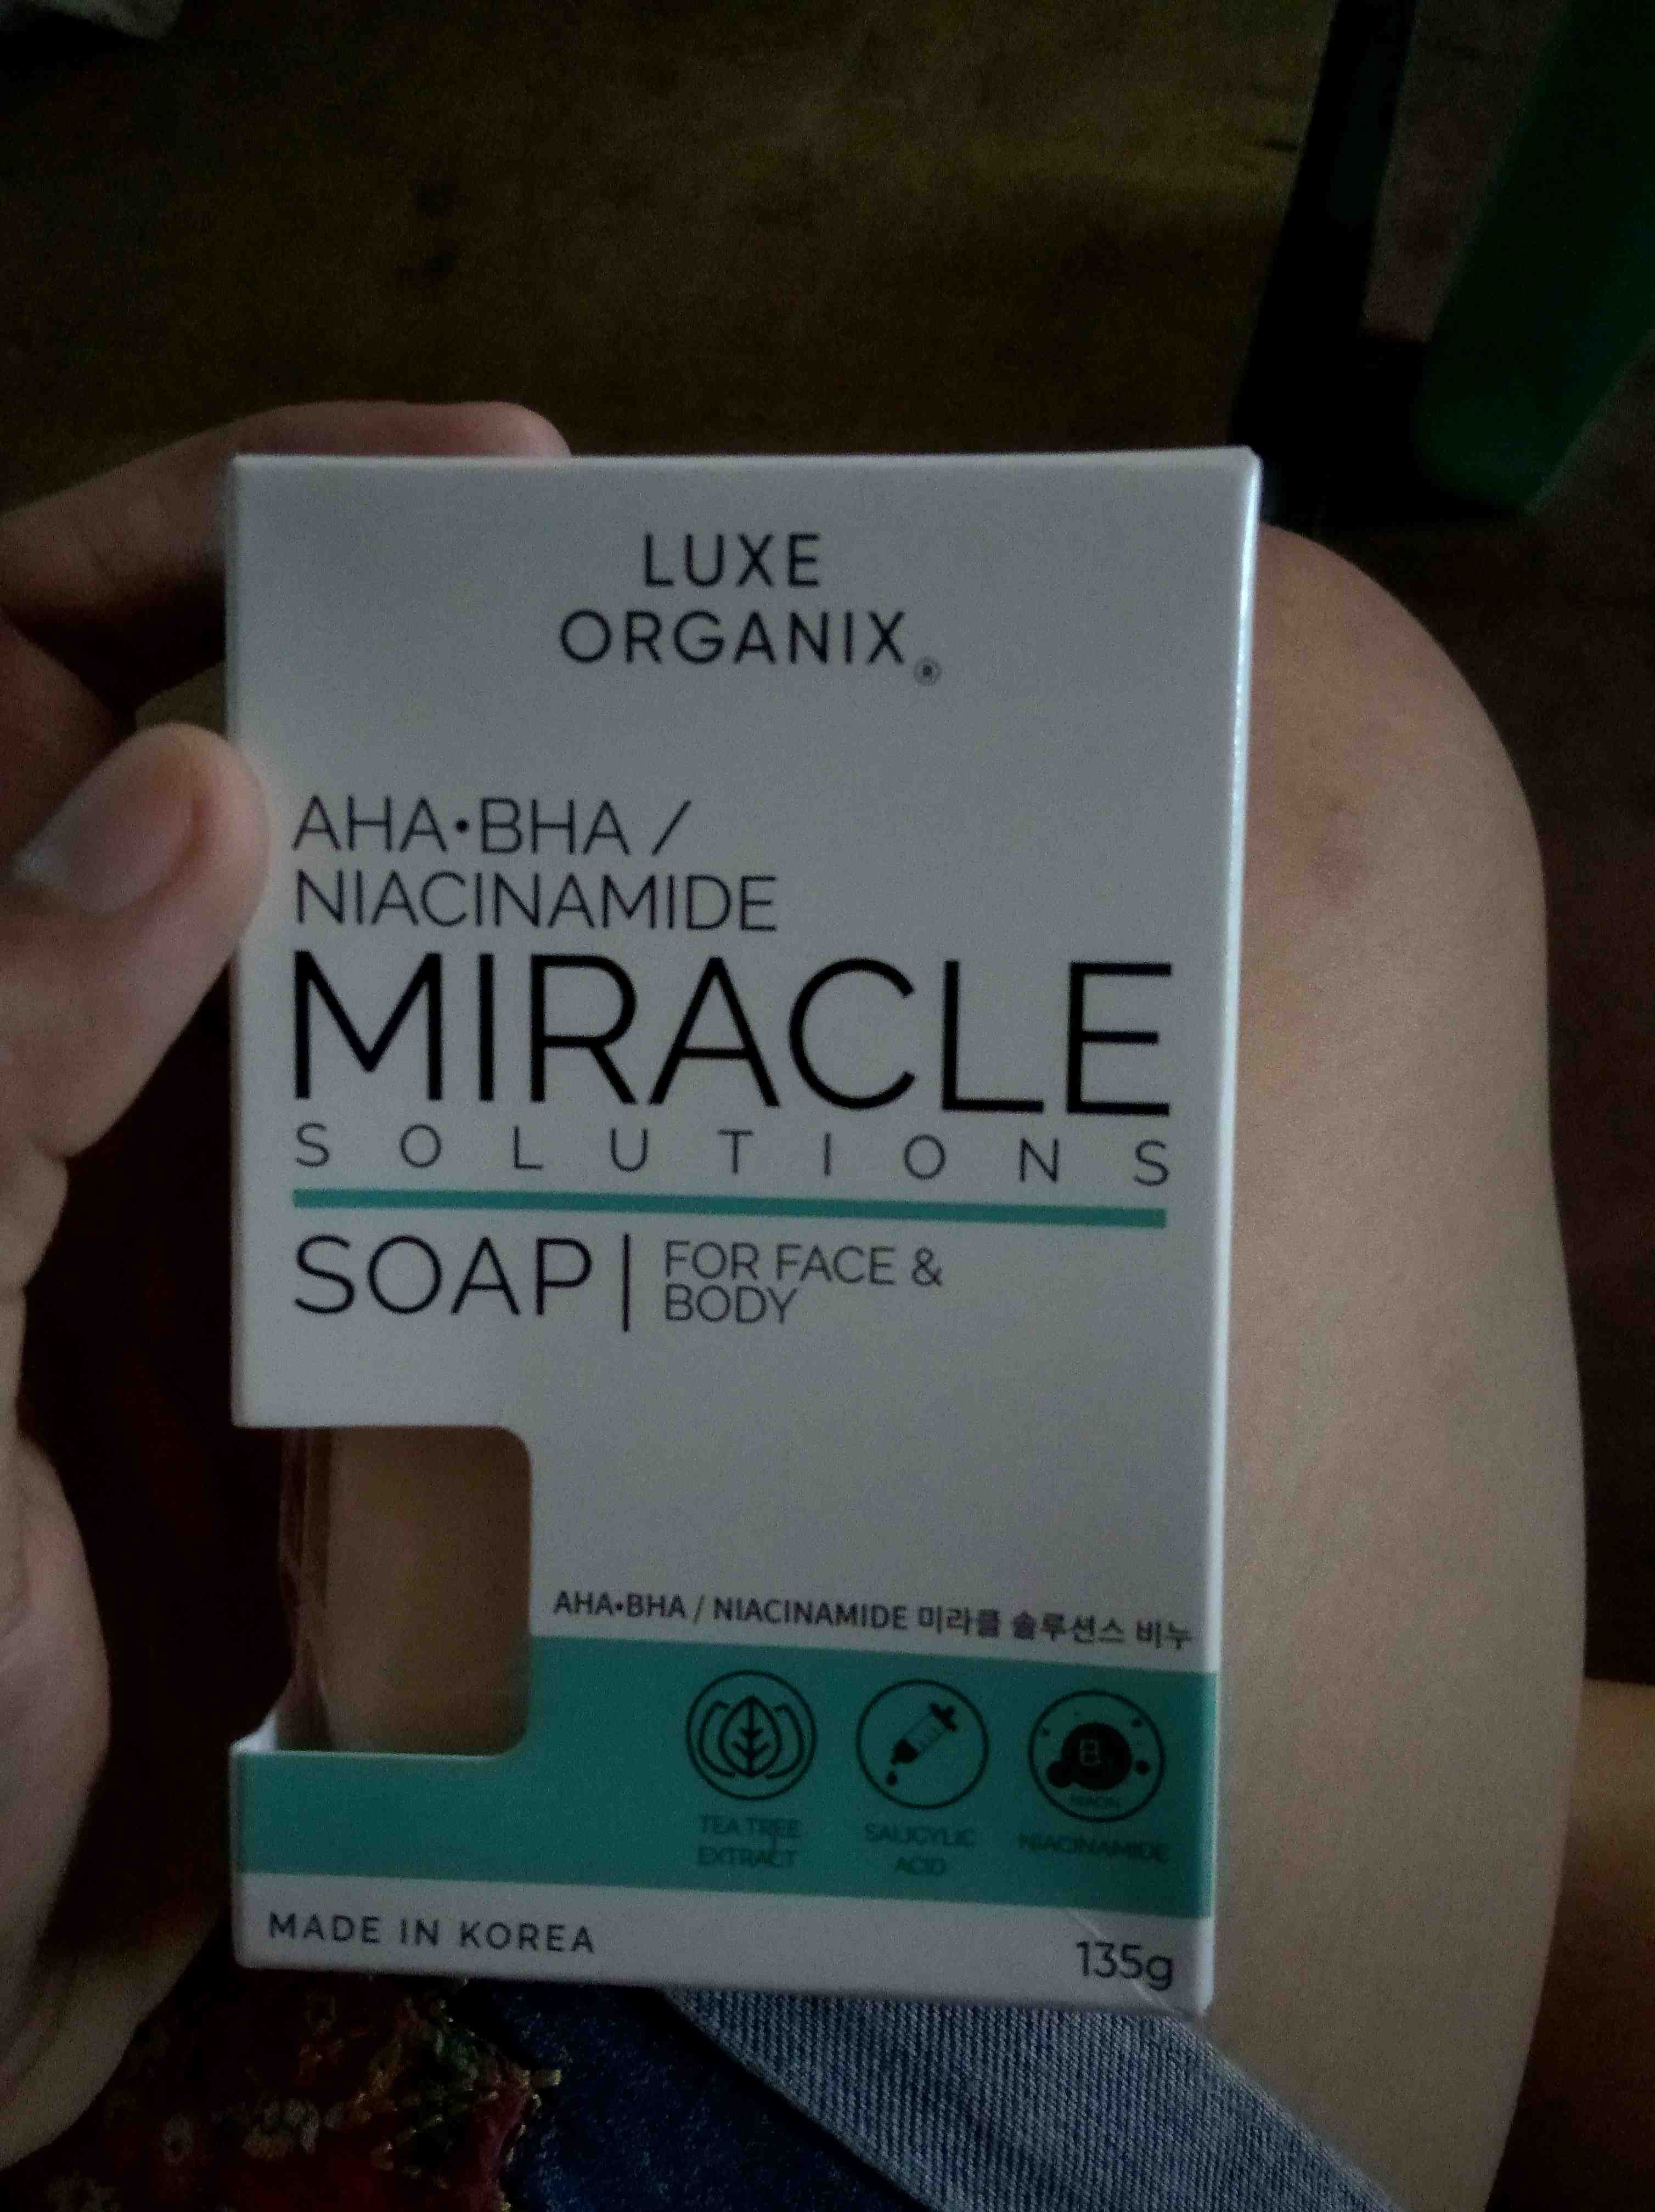 LUXE
ORGANIX®
AHA•BHA /
NIACINAMIDE
MIRACLE
SOLUTIONS
SOAP | FOR FACE &
BODY
AHA•BHA / NIACINAMIDE 미라클 솔루션스 비누
TEA TREE
EXTRACT
SALICYLIC
ACID
NIACINAMIDE
MADE IN KOREA
135g